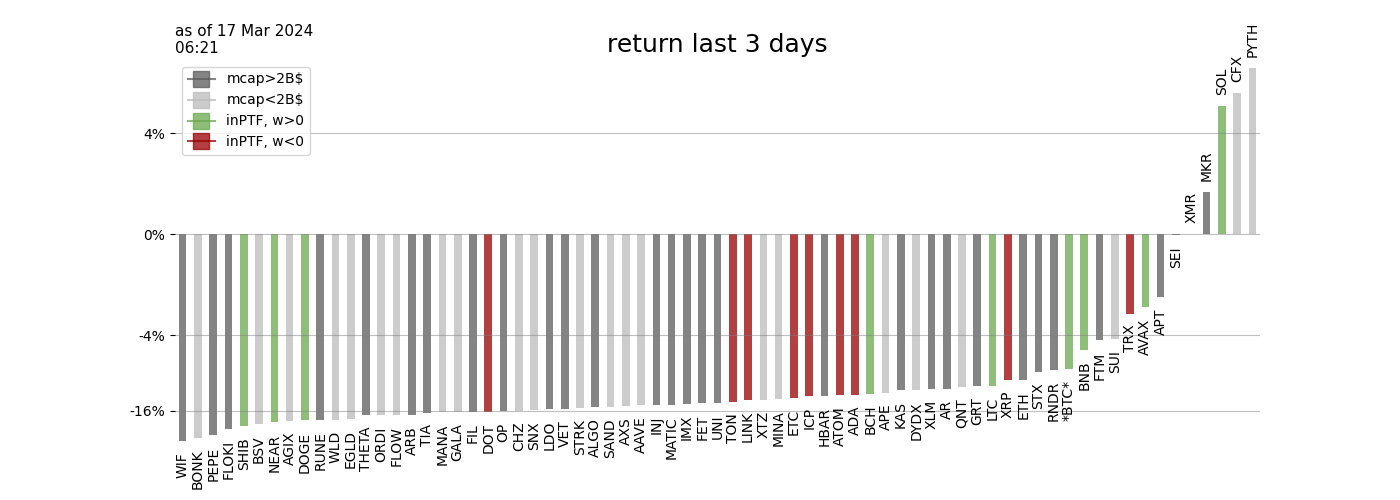 as of 17 Mar 2024
06:21
return last 3 days
mcap>2B$
mcap<2B$
inPTF, w>0
inPTF, w<0
4%
0%
-4%
-16%
WIF
BONK
PEPE
FLOKI
SHIB
BSV
NEAR
AGIX
DOGE
RUNE
WLD
EGLD
THETA
ORDI
FLOW
ARB
TIA
MANA
GALA
FIL
DOT
OP
CHZ
SNX
LDO
VET
STRK
ALGO
SAND
AXS
AAVE
INJ
MATIC
IMX
FET
UNI
TON
LINK
XTZ
MINA
ETC
ICP
HBAR
ATOM
ADA
BCH
APE
KAS
DYDX
XLM
AR
QNT
GRT
LTC
XRP
ETH
STX
RNDR
*BTC*
BNB
FTM
SUI
TRX
AVAX
APT
SEI
XMR
MKR
SOL
CFX
PYTH